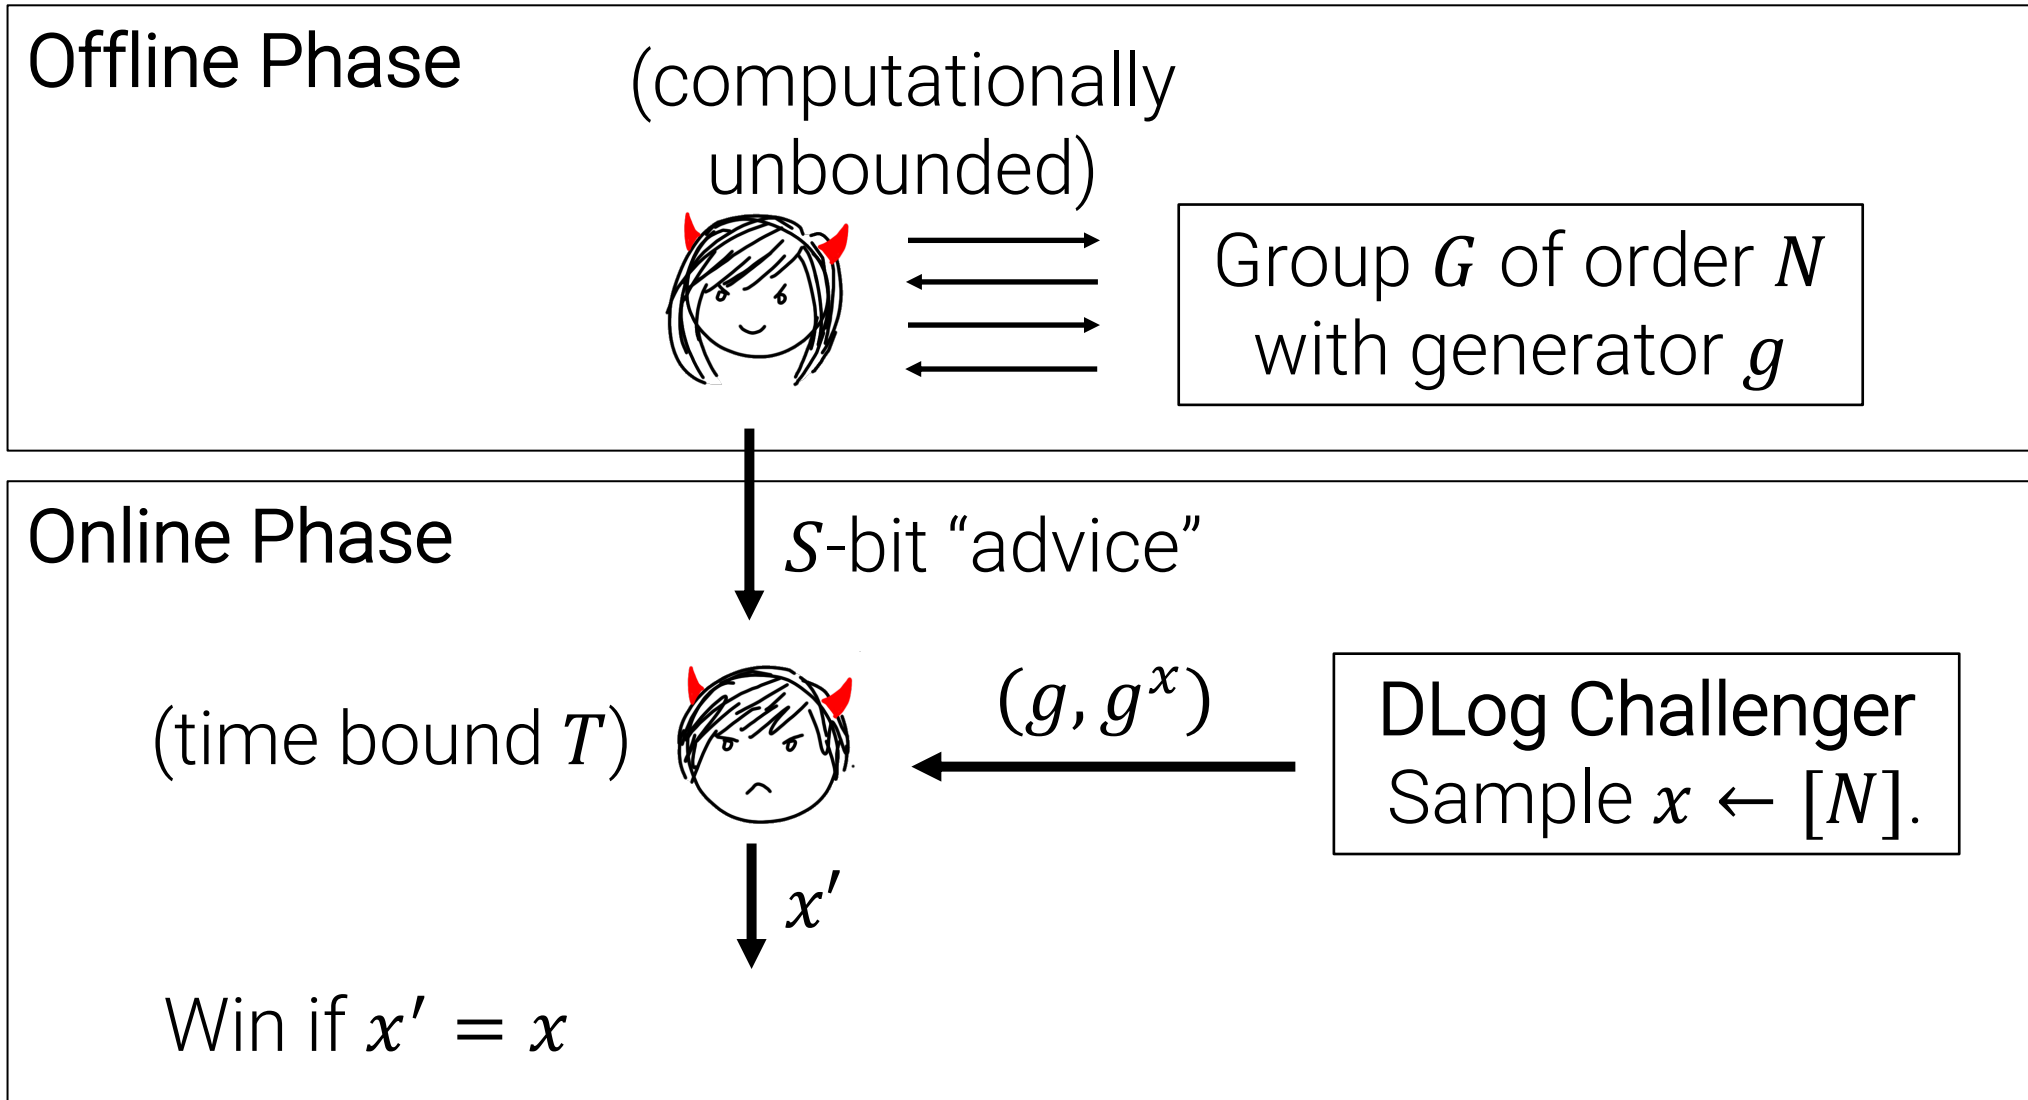 Offline Phase
(computationally
unbounded)
Group G of order N
with generator g
Online Phase
S-bit “advice”
(time bound T)
(g, gˣ)
DLog Challenger
Sample x ← [N].
x′
Win if x′ = x